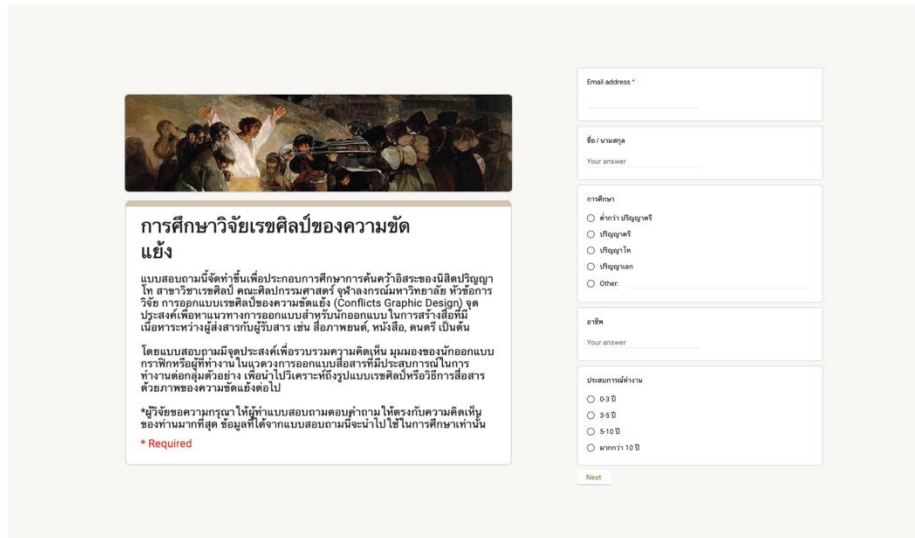 การศึกษาวิจัยเรขศิลป์ของความขัด
แย้ง
แบบสอบถามนี้จัดทำขึ้นเพื่อประกอบการศึกษาการค้นคว้าอิสระของนิสิตปริญญา
โท สาขาวิชาเรขศิลป์ คณะศิลปกรรมศาสตร์ จุฬาลงกรณ์มหาวิทยาลัย หัวข้อการ
วิจัย การออกแบบเรขศิลป์ของความขัดแย้ง (Conflicts Graphic Design) จุด
ประสงค์เพื่อหาแนวทางการออกแบบสำหรับนักออกแบบ ในการสร้างสื่อที่มี
เนื้อหาระหว่างผู้ส่งสารกับผู้รับสาร เช่น สื่อภาพยนต์, หนังสือ, ดนตรี เป็นต้น
โดยแบบสอบถามมีจุดประสงค์เพื่อรวบรวมความคิดเห็น มุมมองของนักออกแบบ
กราฟิกหรือผู้ที่ทำงานในแวดวงการออกแบบสื่อสารที่มีประสบการณ์ในการ
ทำงานต่อกลุ่มตัวอย่าง เพื่อนำไปวิเคราะห์ถึงรูปแบบเรขศิลป์หรือวิธีการสื่อสาร
ด้วยภาพของความขัดแย้งต่อไป
*ผู้วิจัยขอความกรุณาให้ผู้ทำแบบสอบถามตอบคำถามให้ตรงกับความคิดเห็น
ของท่านมากที่สุด ข้อมูลที่ได้จากแบบสอบถามนี้จะนำไปใช้ในการศึกษาเท่านั้น
* Required
Email address *
ชื่อ / นามสกุล
Your answer
การศึกษา
ต่ำกว่า ปริญญาตรี
ปริญญาตรี
ปริญญาโท
ปริญญาเอก
Other:
อาชีพ
Your answer
ประสบการณ์ทำงาน
0-3 ปี
3-5 ปี
5-10 ปี
มากกว่า 10 ปี
Next